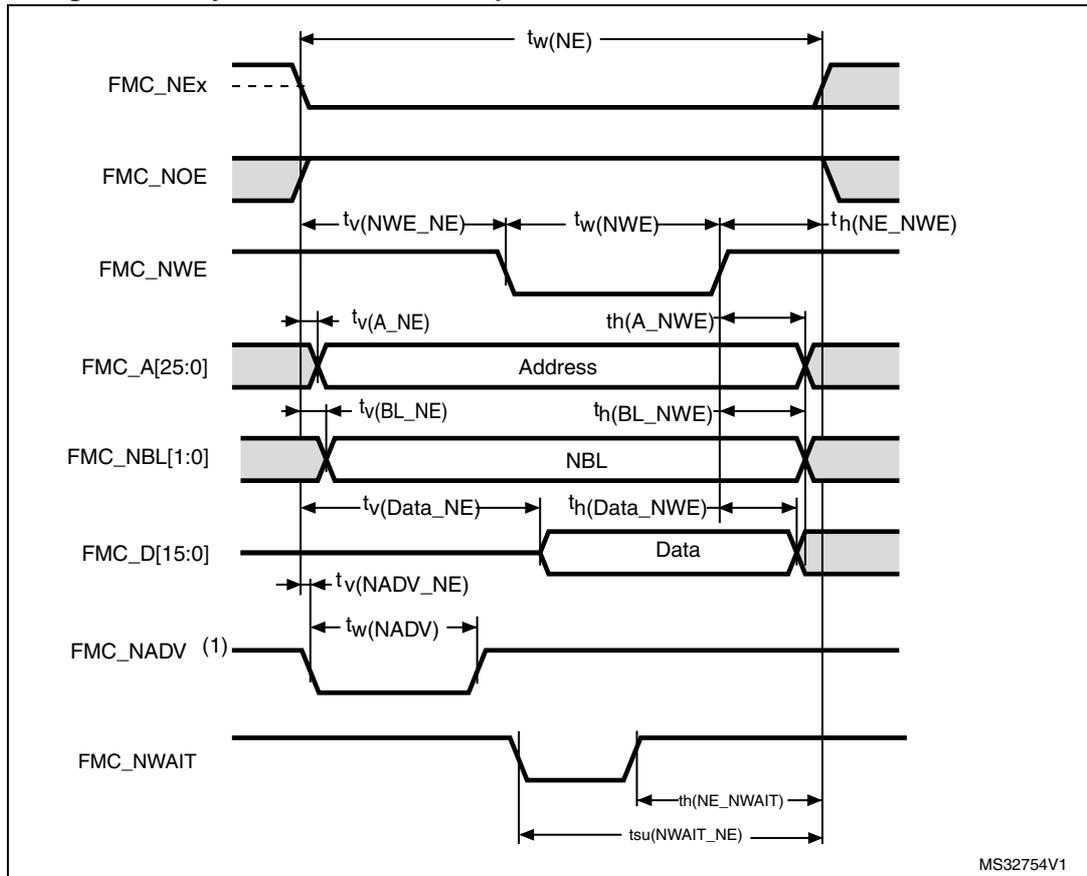 tw(NE)
FMC_NEx
FMC_NOE
tv(NWE_NE) tw(NWE) th(NE_NWE)
FMC_NWE
tv(A_NE) th(A_NWE)
FMC_A[25:0] Address
tv(BL_NE) th(BL_NWE)
FMC_NBL[1:0] NBL
tv(Data_NE) th(Data_NWE)
FMC_D[15:0] Data
tv(NADV_NE)
tw(NADV)
FMC_NADV (1)
FMC_NWAIT
th(NE_NWAIT)
tsu(NWAIT_NE)
MS32754V1